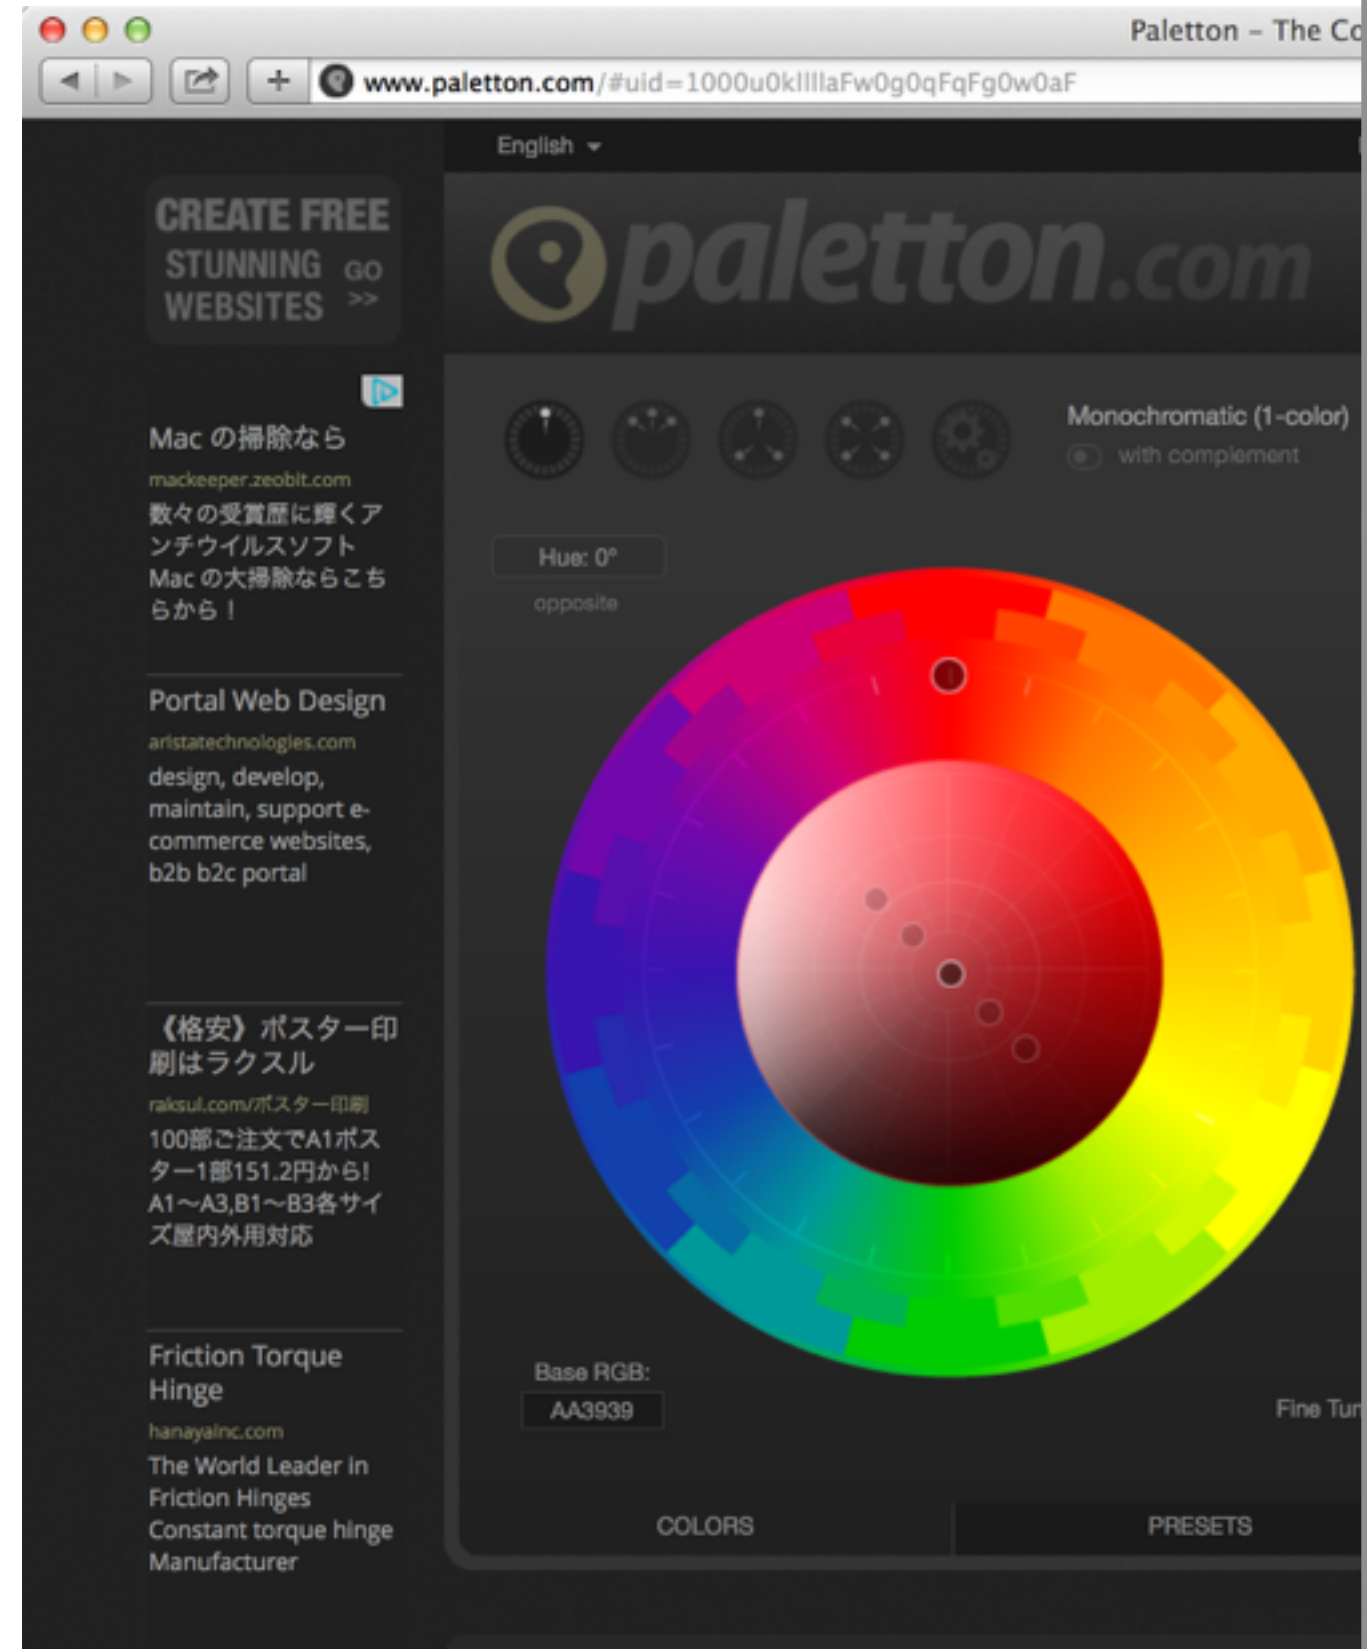 Paletton – The Co
www.paletton.com/#uid=1000u0kllllaFw0g0qFqFg0w0aF
English
CREATE FREE
STUNNING
WEBSITES
GO
>>
paletton.com
Mac の掃除なら
mackeeper.zeobit.com
数々の受賞歴に輝くア
ンチウイルスソフト
Mac の大掃除ならこち
らから！
Portal Web Design
aristatechnologies.com
design, develop,
maintain, support e-
commerce websites,
b2b b2c portal
《格安》ポスター印
刷はラクスル
raksul.com/ポスター印刷
100部ご注文でA1ポス
ター1部151.2円から!
A1～A3,B1～B3各サイ
ズ屋内外用対応
Friction Torque
Hinge
hanayainc.com
The World Leader in
Friction Hinges
Constant torque hinge
Manufacturer
Monochromatic (1-color)
with complement
Hue: 0°
opposite
Base RGB:
AA3939
Fine Tun
COLORS
PRESETS